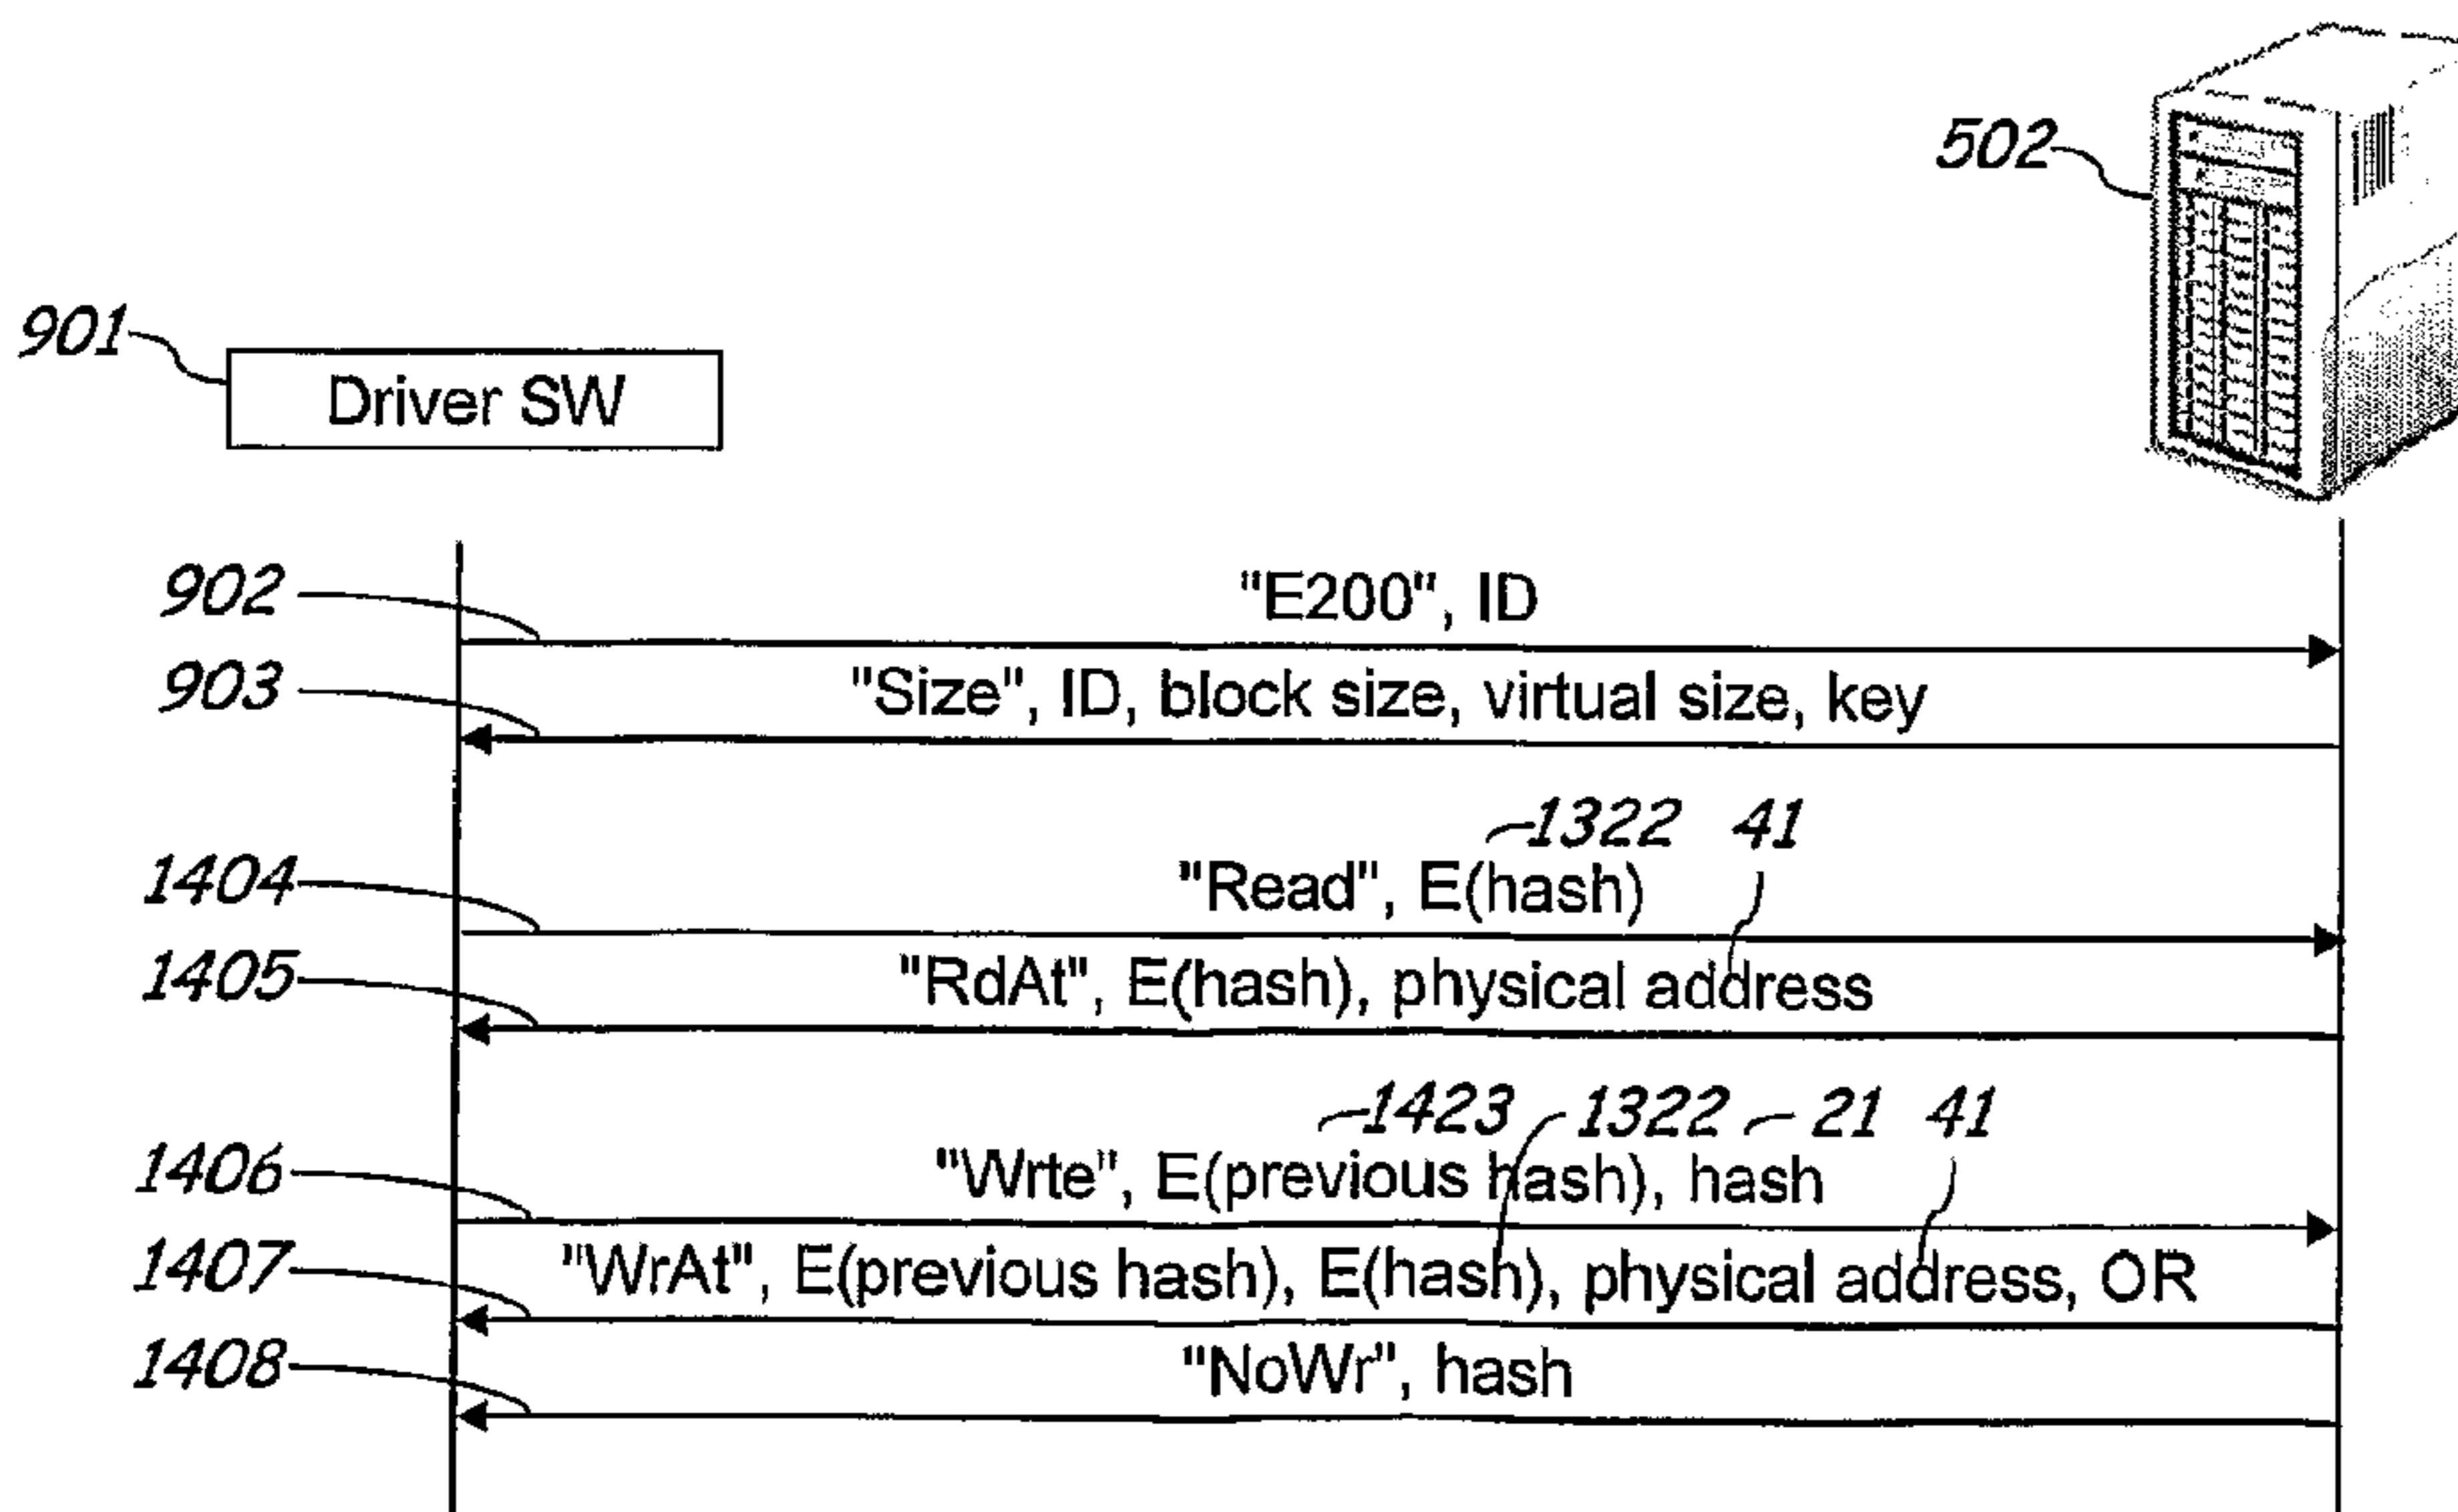 502
901
Driver SW
902
"E200", ID
903
"Size", ID, block size, virtual size, key
1322 41
1404
"Read", E(hash)
1405
"RdAt", E(hash), physical address
1423 1322 21 41
1406
"Wrte", E(previous hash), hash
1407
"WrAt", E(previous hash), E(hash), physical address, OR
1408
"NoWr", hash